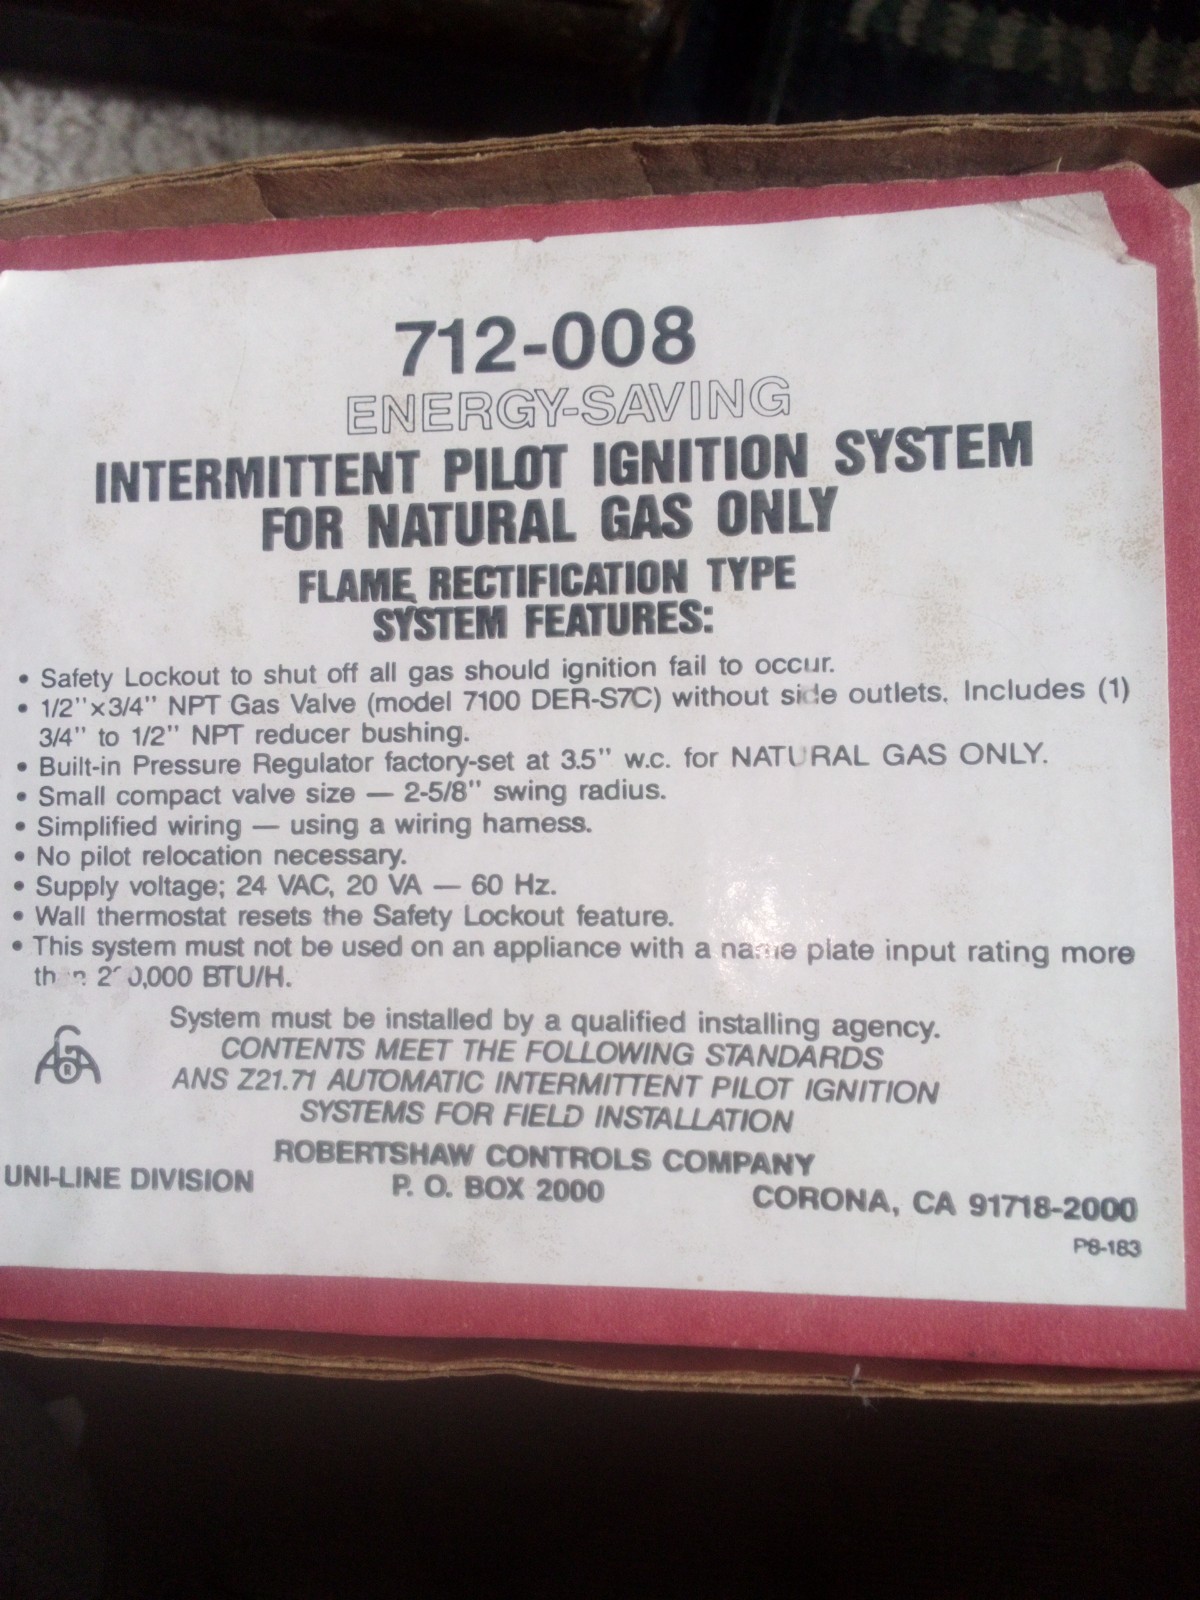 712-008
ENERGY-SAVING
INTERMITTENT PILOT IGNITION SYSTEM
FOR NATURAL GAS ONLY
FLAME RECTIFICATION TYPE
SYSTEM FEATURES:
• Safety Lockout to shut off all gas should ignition fail to occur.
• 1/2"x3/4" NPT Gas Valve (model 7100 DER-S7C) without side outlets. Includes (1)
3/4" to 1/2" NPT reducer bushing.
• Built-in Pressure Regulator factory-set at 3.5" w.c. for NATURAL GAS ONLY.
• Small compact valve size — 2-5/8" swing radius.
• Simplified wiring — using a wiring harness.
• No pilot relocation necessary.
• Supply voltage; 24 VAC, 20 VA — 60 Hz.
• Wall thermostat resets the Safety Lockout feature.
• This system must not be used on an appliance with a name plate input rating more
than BTU/H.
System must be installed by a qualified installing agency.
CONTENTS MEET THE FOLLOWING STANDARDS
ANS Z21.71 AUTOMATIC INTERMITTENT PILOT IGNITION
SYSTEMS FOR FIELD INSTALLATION
AGA R
ROBERTSHAW CONTROLS COMPANY
UNI-LINE DIVISION P. O. BOX 2000 CORONA, CA 91718-2000
P8-183